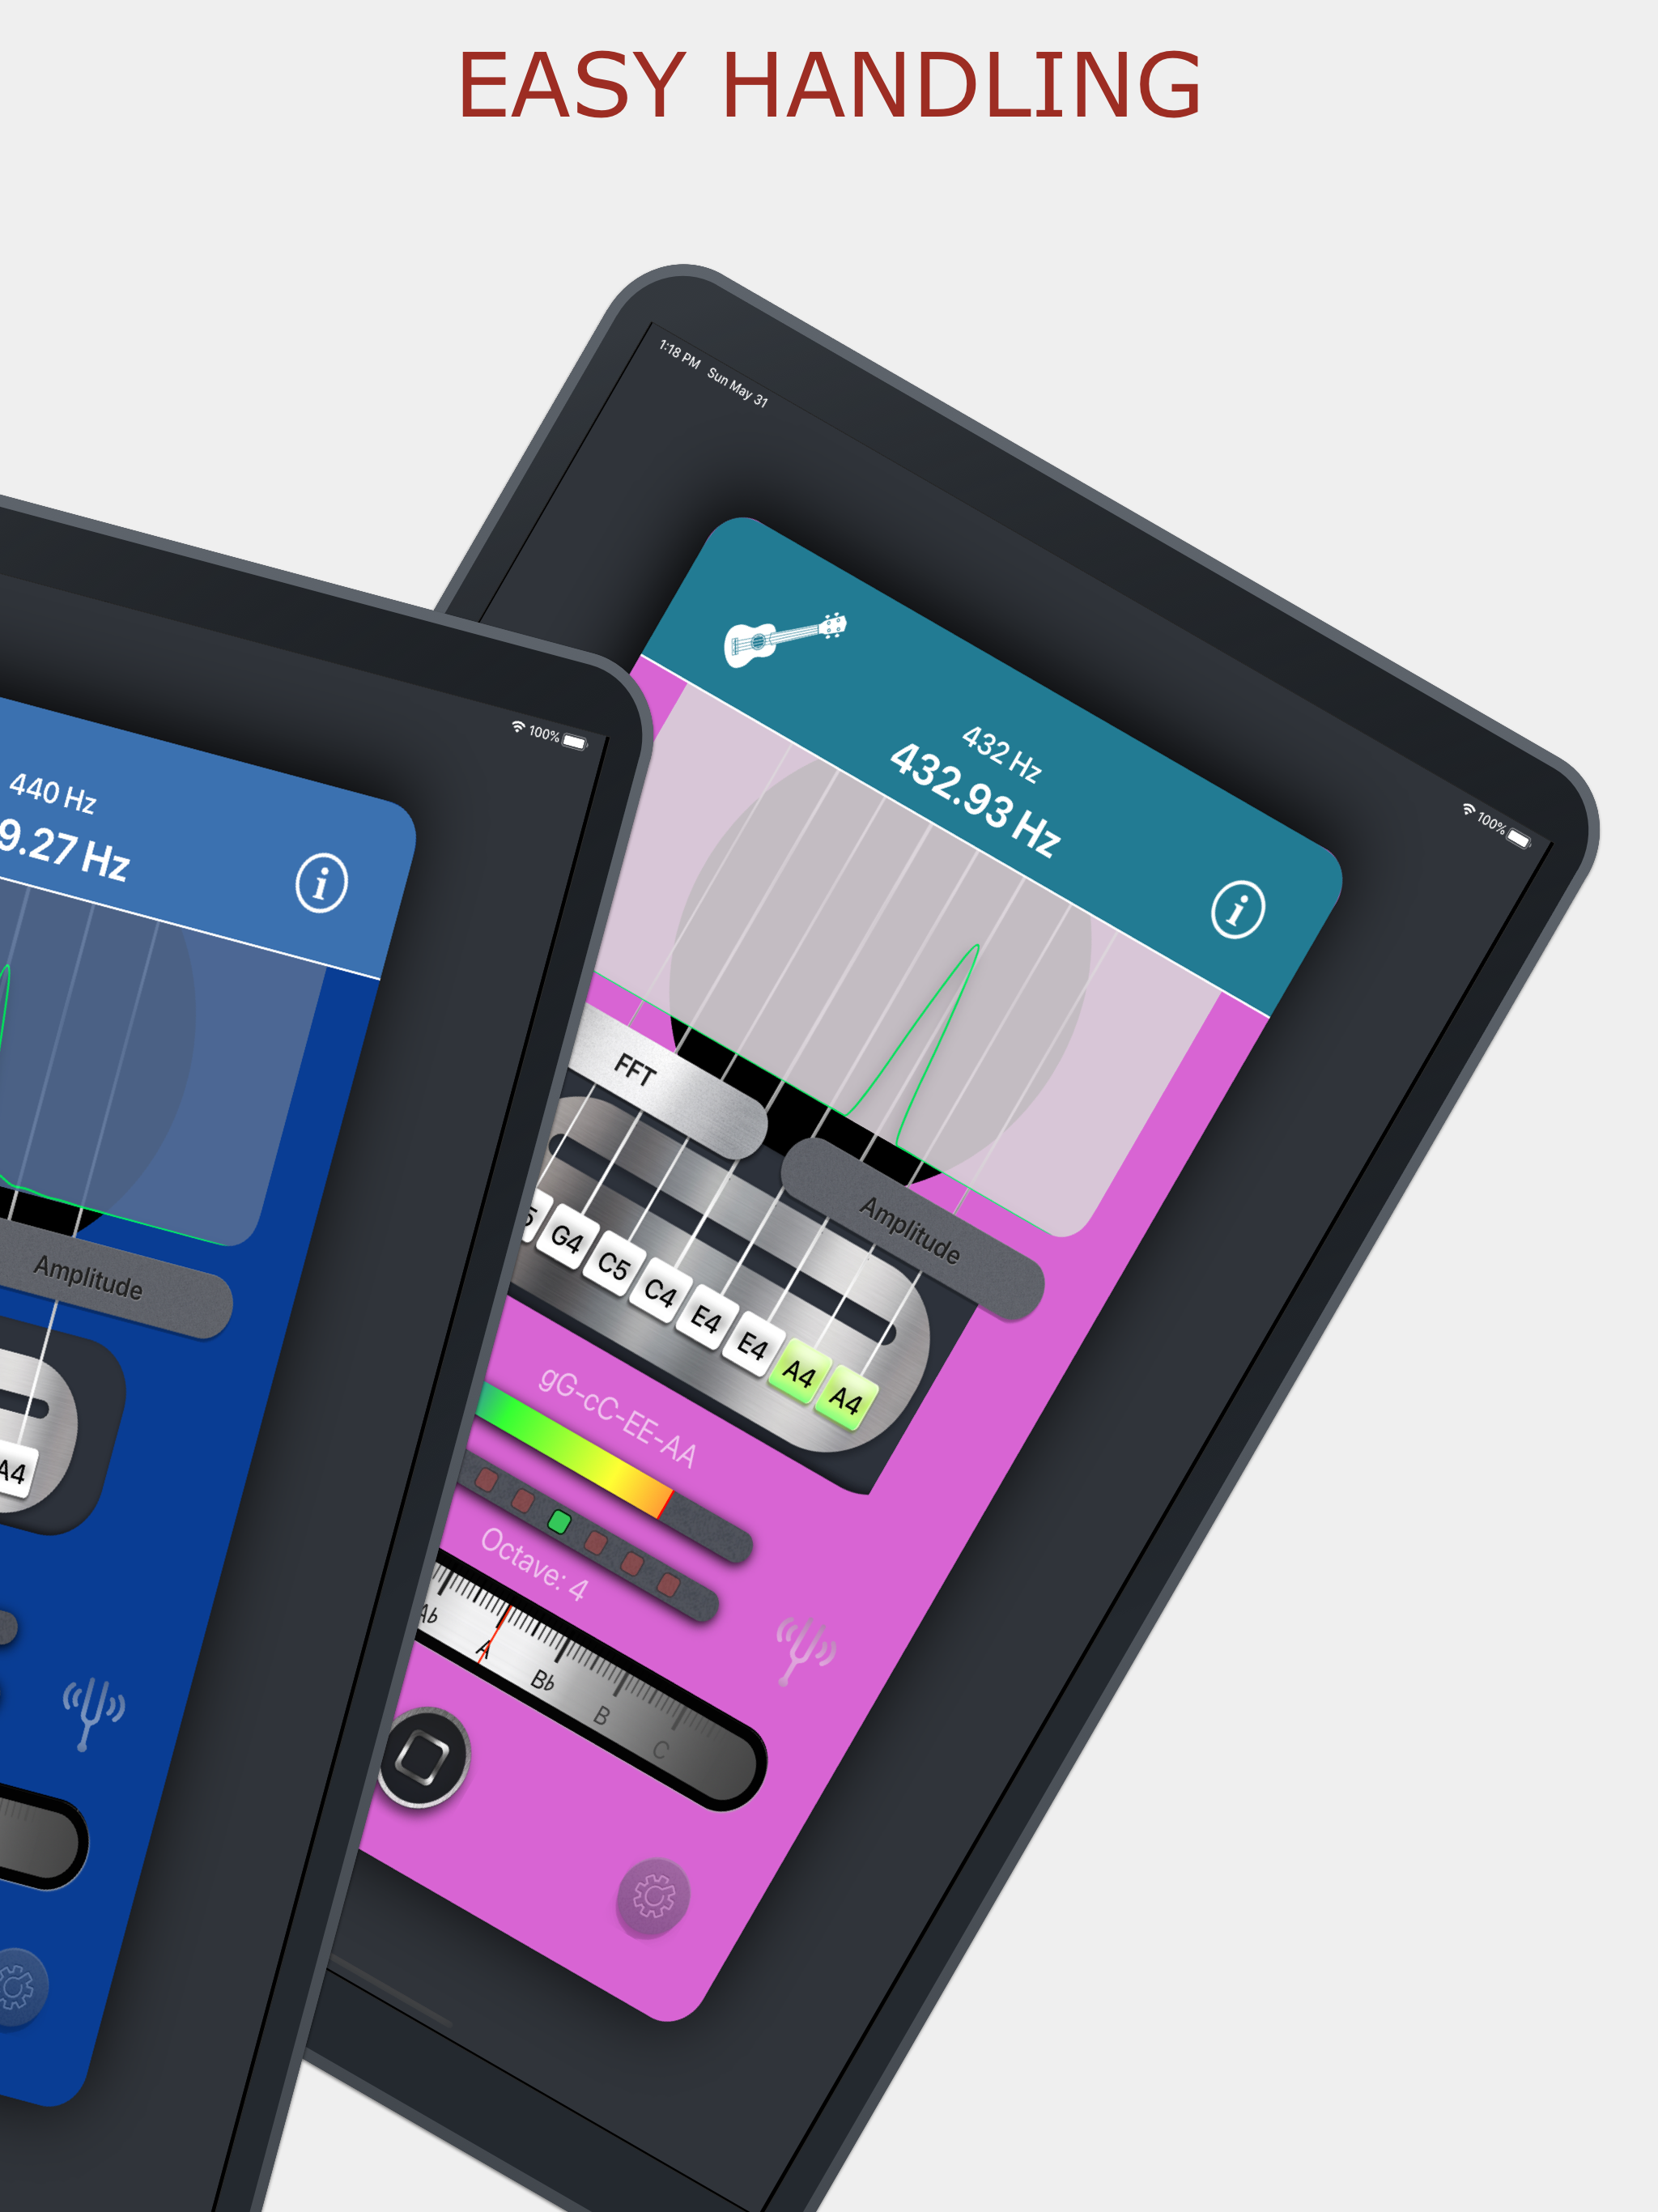 EASY HANDLING
1:18 PM Sun May 31
100%
432 Hz
432.93 Hz
FFT
Amplitude
G4
C5
C4
E4
E4
A4
A4
gG-cC-EE-AA
Octave: 4
Ab
A
Bb
B
C
100%
440 Hz
9.27 Hz
Amplitude
A4